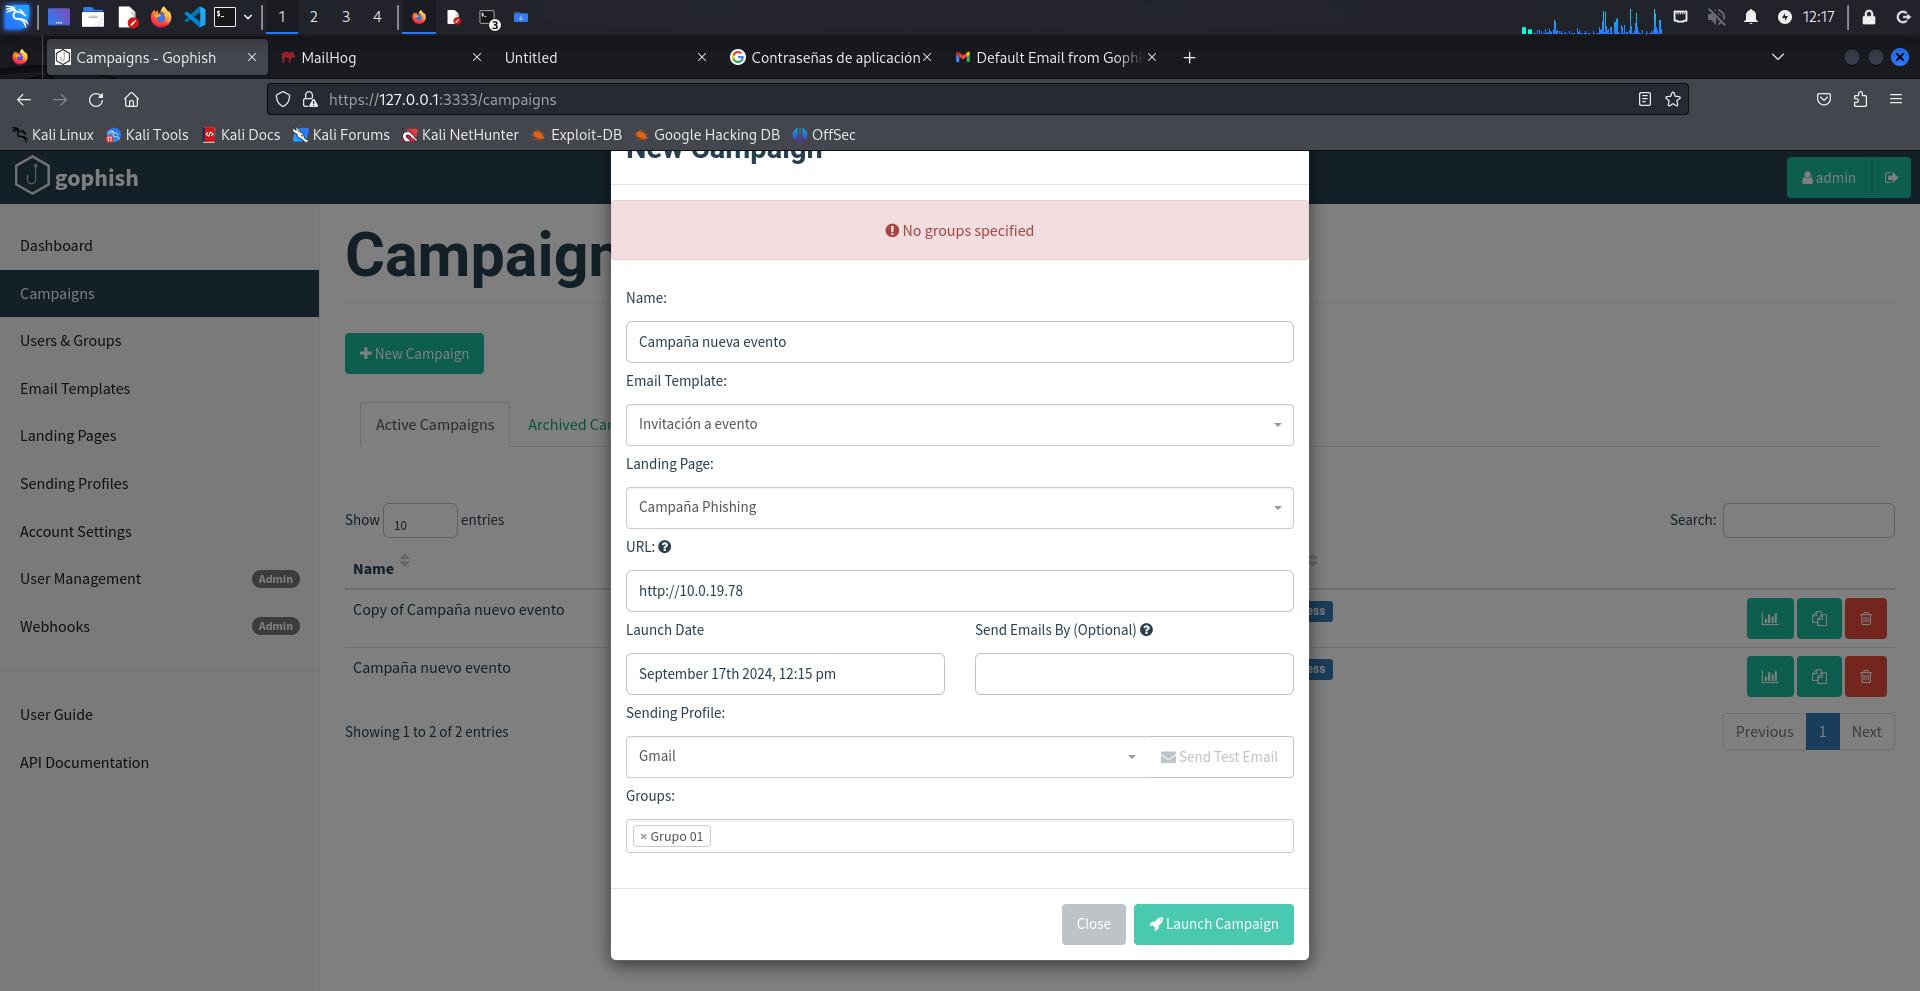 1 2 3 4 3 12:17
Campaigns - Gophish MailHog Untitled Contraseñas de aplicación Default Email from Goph
https://127.0.0.1:3333/campaigns
Kali Linux Kali Tools Kali Docs Kali Forums Kali NetHunter Exploit-DB Google Hacking DB OffSec
New Campaign
gophish
admin
No groups specified
Dashboard
Campaigns
Users & Groups
Email Templates
Landing Pages
Sending Profiles
Account Settings
User Management Admin
Webhooks Admin
User Guide
API Documentation
Campaign
New Campaign
Active Campaigns Archived Ca
Show 10 entries
Search:
Name
Copy of Campaña nuevo evento
Campaña nuevo evento
ess
ess
Showing 1 to 2 of 2 entries
Previous 1 Next
Name:
Campaña nueva evento
Email Template:
Invitación a evento
Landing Page:
Campaña Phishing
URL:
http://10.0.19.78
Launch Date Send Emails By (Optional)
September 17th 2024, 12:15 pm
Sending Profile:
Gmail Send Test Email
Groups:
× Grupo 01
Close Launch Campaign